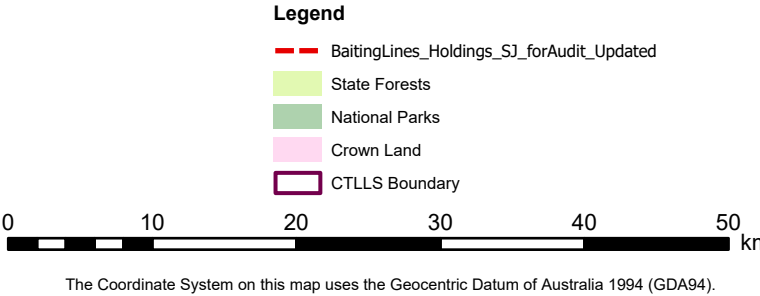 Legend
BaitingLines_Holdings_SJ_forAudit_Updated
State Forests
National Parks
Crown Land
CTLLS Boundary
0 10 20 30 40 50
km
The Coordinate System on this map uses the Geocentric Datum of Australia 1994 (GDA94).